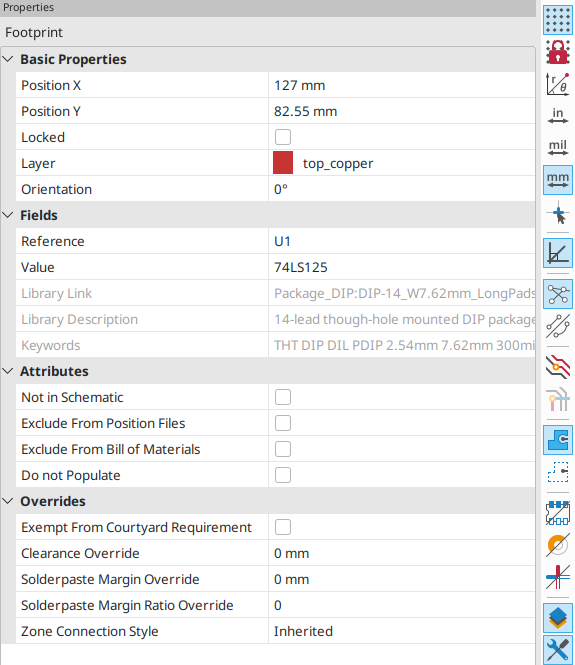 Properties
Footprint
Basic Properties
Position X 127 mm
Position Y 82.55 mm
Locked
Layer top_copper
Orientation 0°
Fields
Reference U1
Value 74LS125
Library Link Package_DIP:DIP-14_W7.62mm_LongPads
Library Description 14-lead though-hole mounted DIP package
Keywords THT DIP DIL PDIP 2.54mm 7.62mm 300mi
Attributes
Not in Schematic
Exclude From Position Files
Exclude From Bill of Materials
Do not Populate
Overrides
Exempt From Courtyard Requirement
Clearance Override 0 mm
Solderpaste Margin Override 0 mm
Solderpaste Margin Ratio Override 0
Zone Connection Style Inherited
r
θ
in
mil
mm